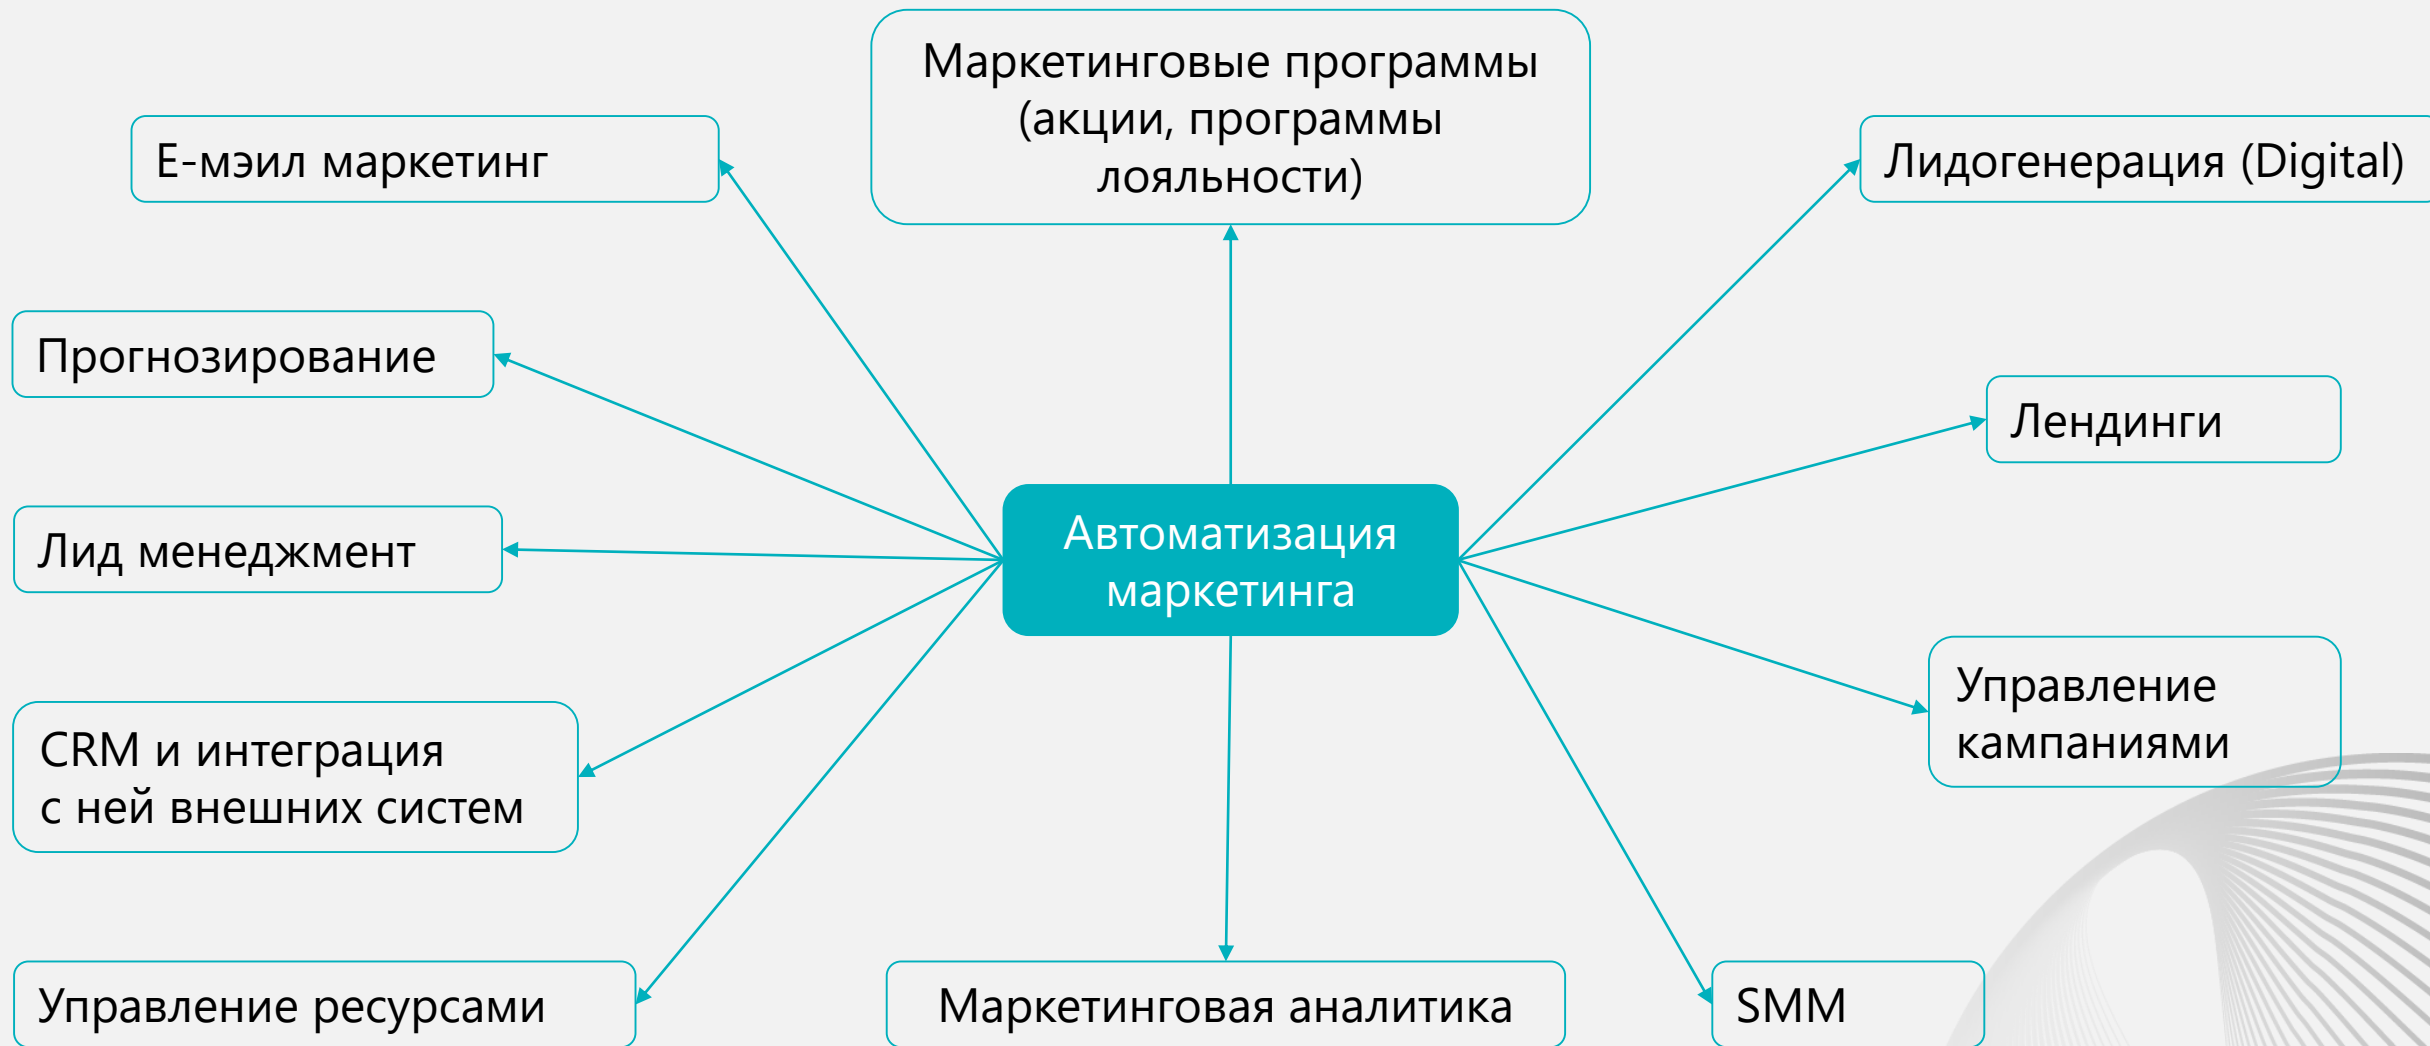 Маркетинговые программы
(акции, программы
лояльности)
Е-мэил маркетинг
Лидогенерация (Digital)
Прогнозирование
Лендинги
Лид менеджмент
Автоматизация
маркетинга
Управление
кампаниями
CRM и интеграция
с ней внешних систем
Управление ресурсами
Маркетинговая аналитика
SMM